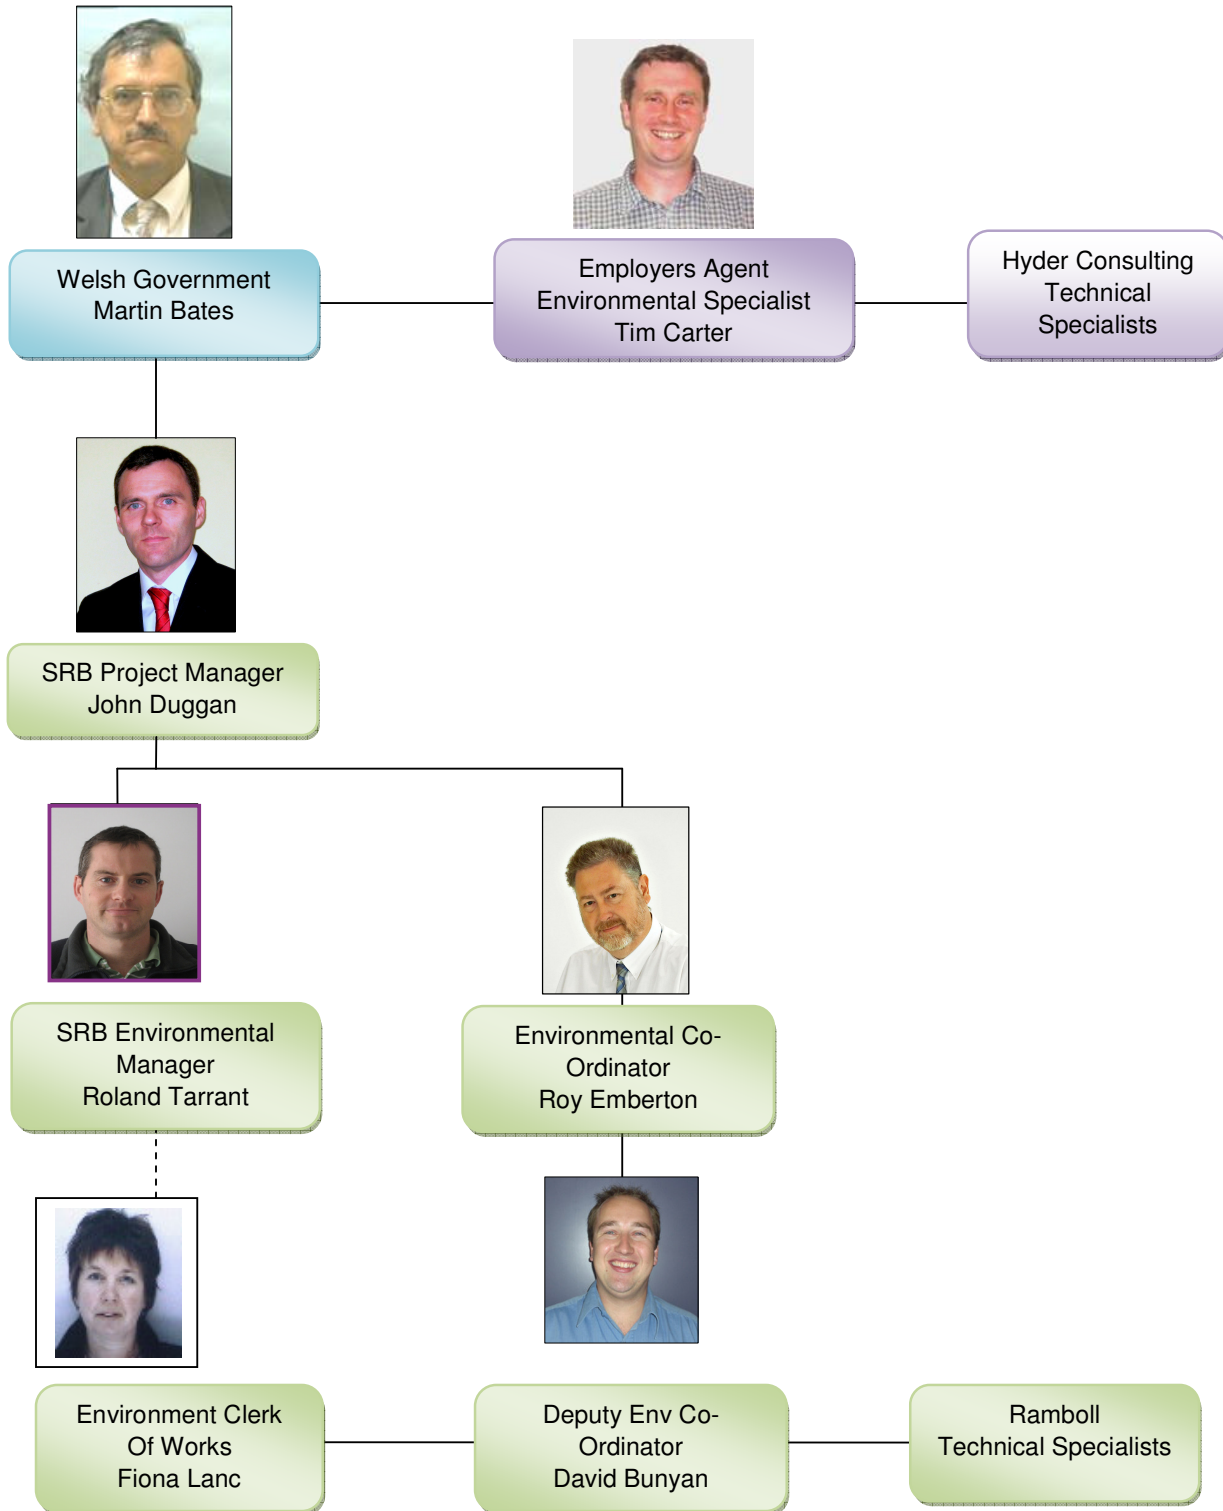 Welsh Government
Martin Bates
Employers Agent
Environmental Specialist
Tim Carter
Hyder Consulting
Technical
Specialists
SRB Project Manager
John Duggan
SRB Environmental
Manager
Roland Tarrant
Environmental Co-
Ordinator
Roy Emberton
Environment Clerk
Of Works
Fiona Lanc
Deputy Env Co-
Ordinator
David Bunyan
Ramboll
Technical Specialists